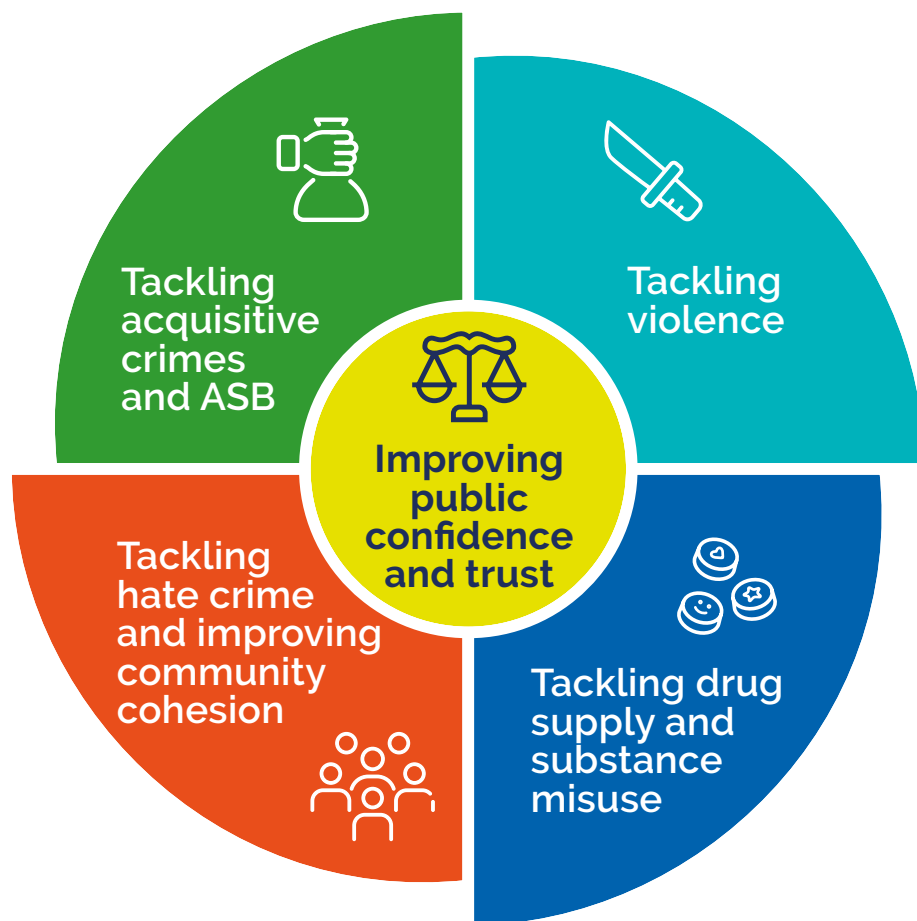 Tackling
acquisitive
crimes
and ASB
Tackling
violence
Improving
public
confidence
and trust
Tackling
hate crime
and improving
community
cohesion
Tackling drug
supply and
substance
misuse